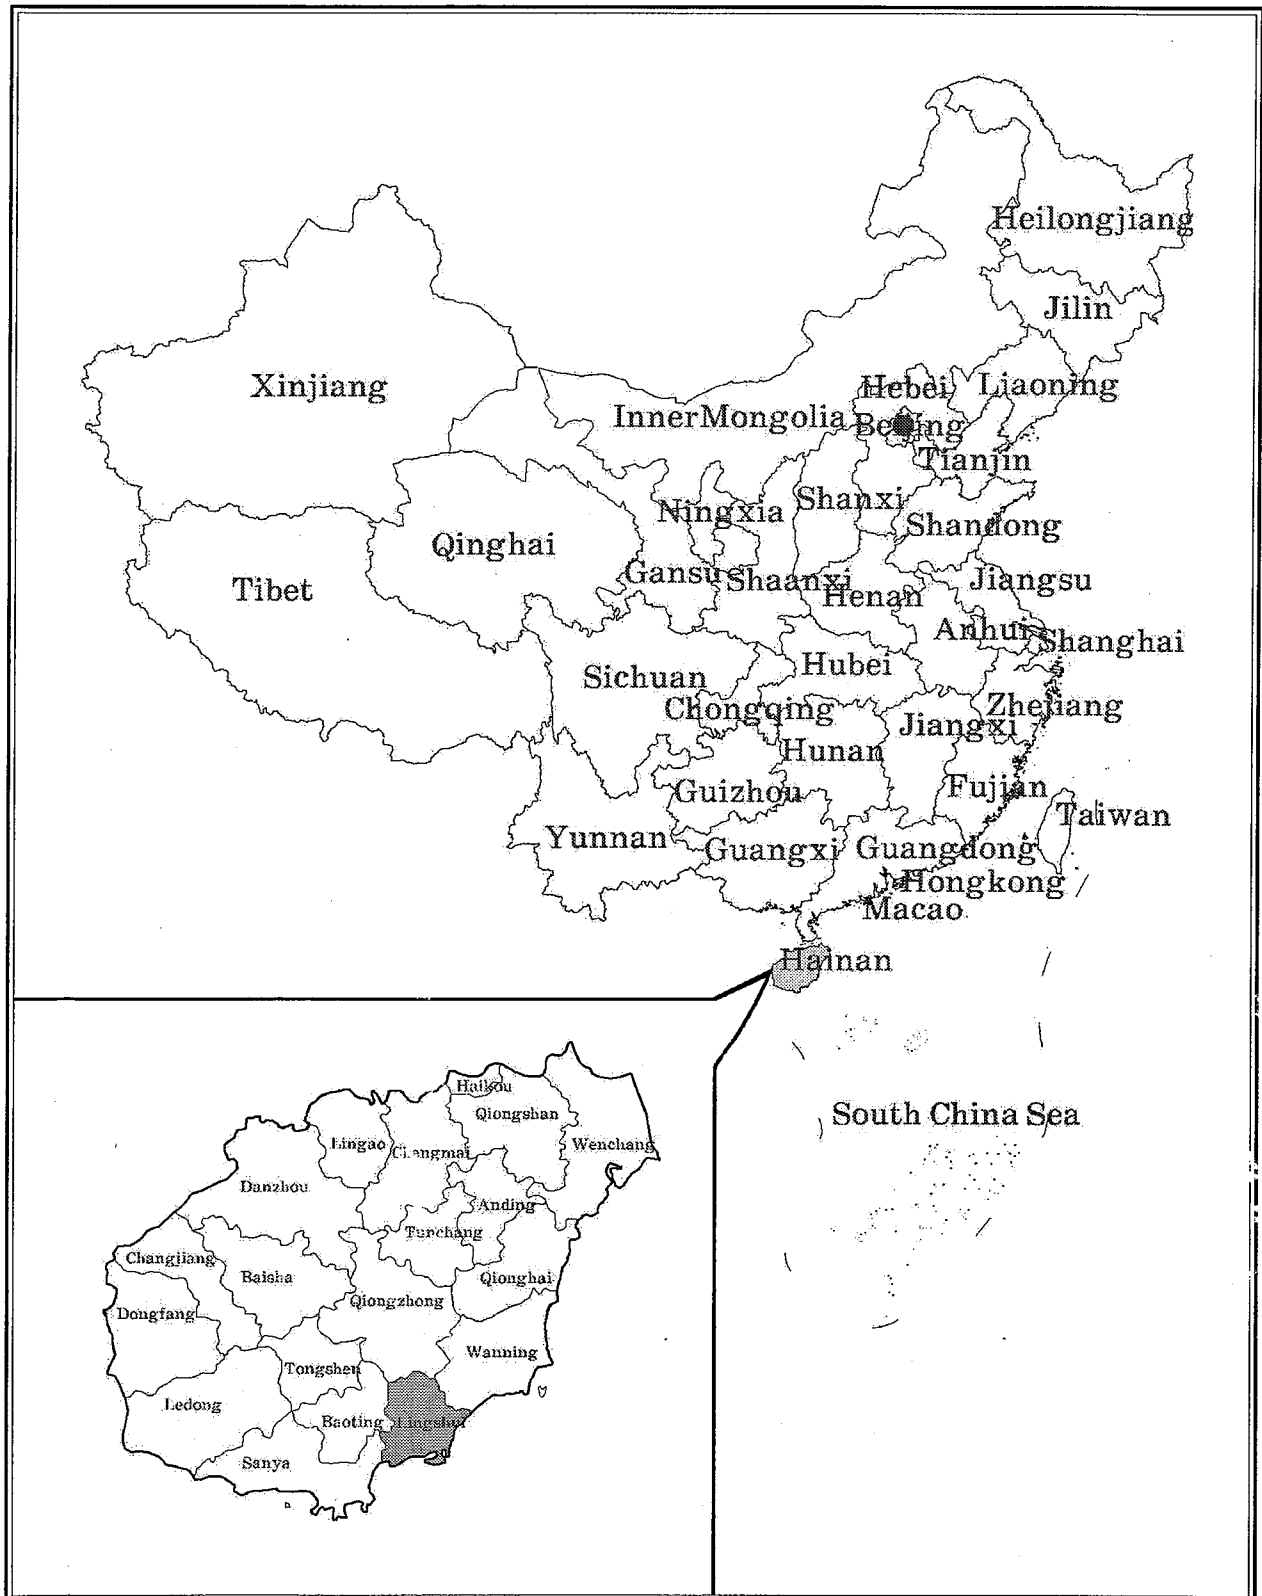 Heilongjiang
Jilin
Xinjiang
Hebei
Liaoning
InnerMongolia
Beijing
Tianjin
Ningxia
Shanxi
Shandong
Qinghai
Gansu
Shaanxi
Henan
Jiangsu
Tibet
Anhui
Shanghai
Hubei
Sichuan
Chongqing
Zhejiang
Jiangxi
Hunan
Guizhou
Fujian
Taiwan
Yunnan
Guangxi
Guangdong
Hongkong
Macao
Hainan
South China Sea
Haikou
Qiongshan
Lingao
Wenchang
Danzhou
Anding
Changjiang
Baisha
Qionghai
Qiongzhong
Dongfang
Wanning
Tongshen
Ledong
Baoting
Lingshui
Sanya